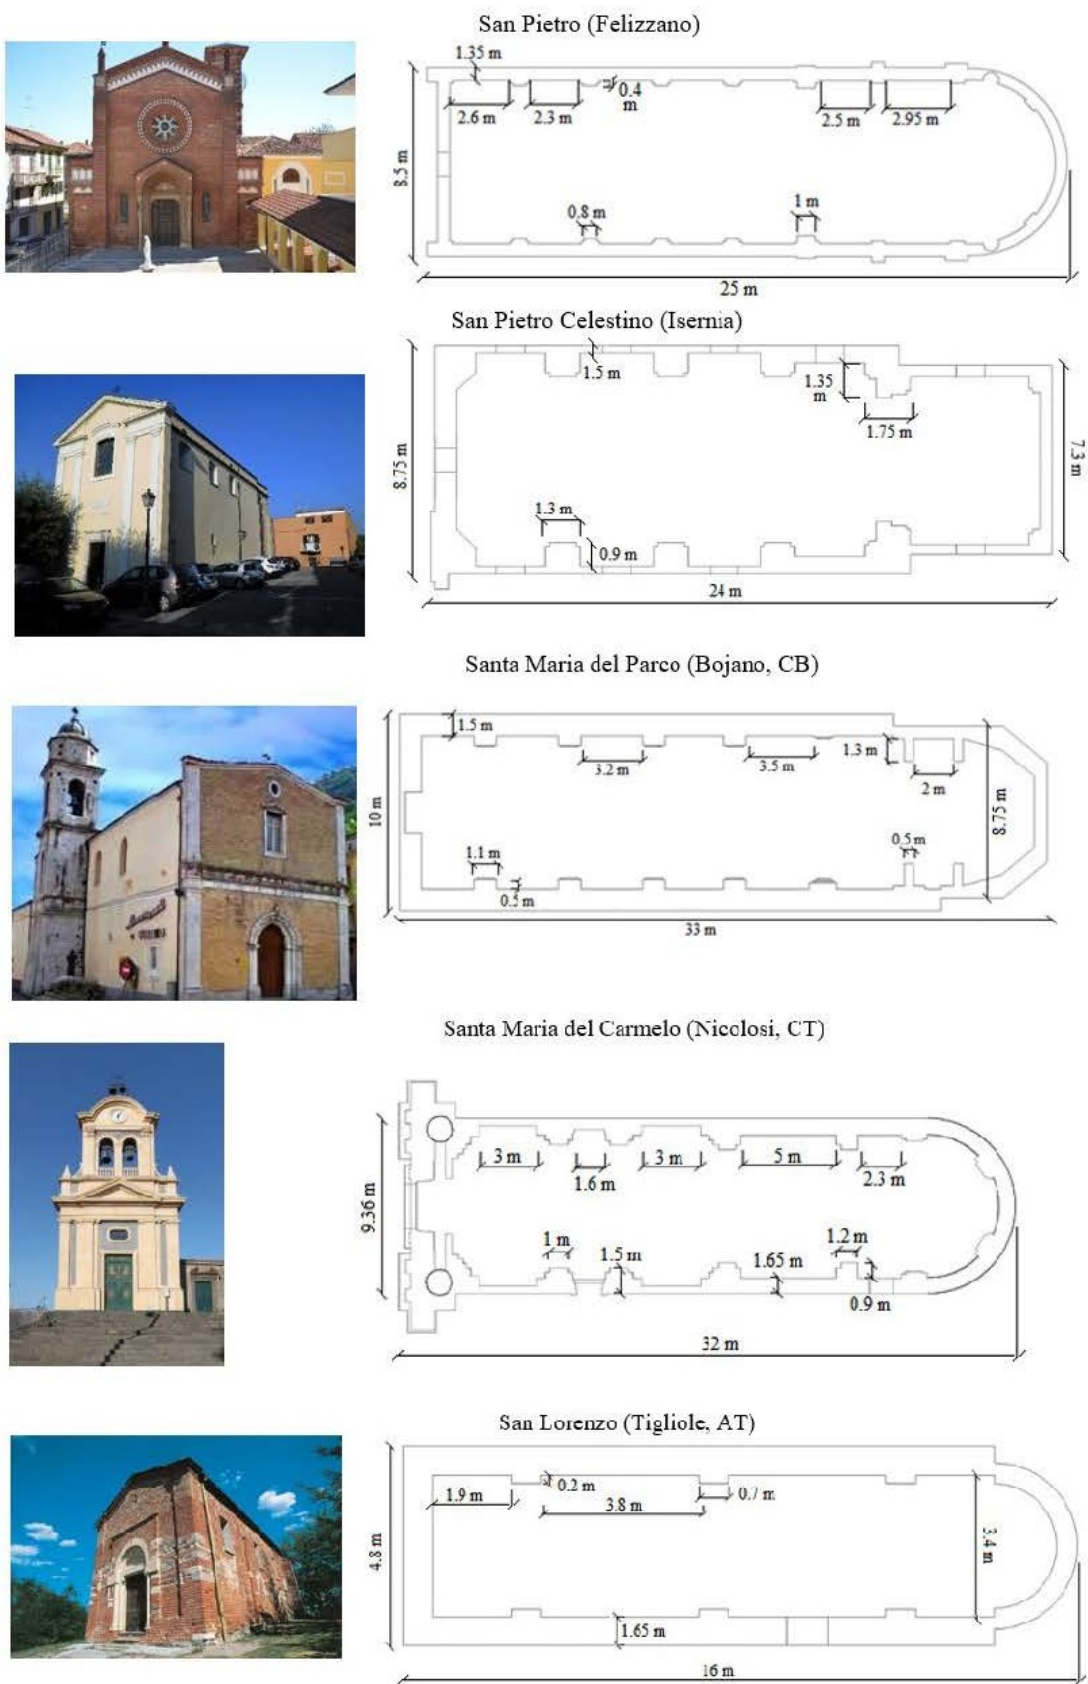 San Pietro (Felizzano)
1.35 m
0.4
m
2.6 m
2.3 m
2.5 m
2.95 m
8.5 m
0.8 m
1 m
25 m
San Pietro Celestino (Isernia)
1.5 m
1.35
m
1.75 m
8.75 m
7.3 m
1.3 m
0.9 m
24 m
Santa Maria del Parco (Bojano, CB)
1.5 m
1.3 m
3.2 m
3.5 m
2 m
10 m
8.75 m
1.1 m
0.5 m
0.5 m
33 m
Santa Maria del Carmelo (Nicolosi, CT)
3 m
3 m
5 m
1.6 m
2.3 m
9.36 m
1 m
1.5 m
1.65 m
1.2 m
0.9 m
32 m
San Lorenzo (Tigliole, AT)
1.9 m
0.2 m
0.7 m
3.8 m
4.8 m
3.4 m
1.65 m
16 m